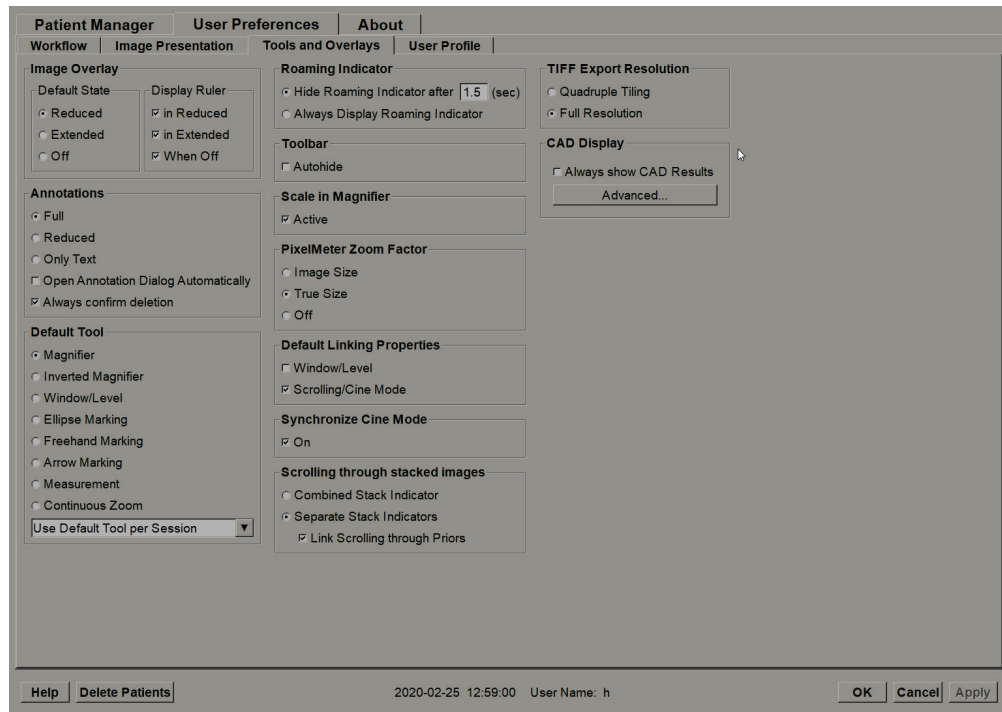 Patient Manager User Preferences About
Workflow Image Presentation Tools and Overlays User Profile
Image Overlay
Default State
Reduced
Extended
Off
Display Ruler
in Reduced
in Extended
When Off
Annotations
Full
Reduced
Only Text
Open Annotation Dialog Automatically
Always confirm deletion
Default Tool
Magnifier
Inverted Magnifier
Window/Level
Ellipse Marking
Freehand Marking
Arrow Marking
Measurement
Continuous Zoom
Use Default Tool per Session
Roaming Indicator
Hide Roaming Indicator after 1.5 (sec)
Always Display Roaming Indicator
Toolbar
Autohide
Scale in Magnifier
Active
PixelMeter Zoom Factor
Image Size
True Size
Off
Default Linking Properties
Window/Level
Scrolling/Cine Mode
Synchronize Cine Mode
On
Scrolling through stacked images
Combined Stack Indicator
Separate Stack Indicators
Link Scrolling through Priors
TIFF Export Resolution
Quadruple Tiling
Full Resolution
CAD Display
Always show CAD Results
Advanced...
Help Delete Patients 2020-02-25 12:59:00 User Name: h OK Cancel Apply